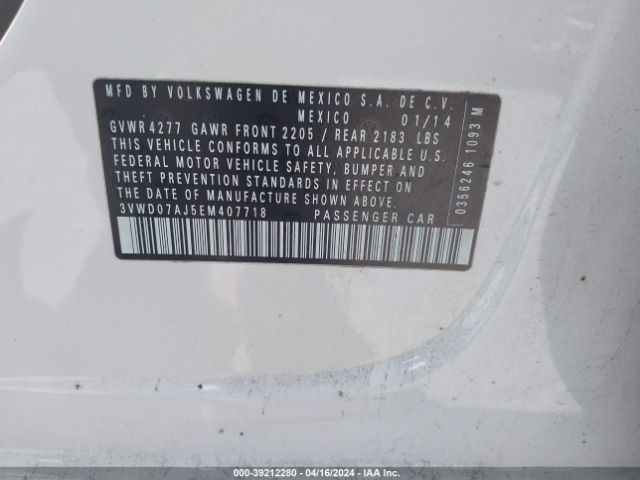 MFD BY VOLKSWAGEN DE MEXICO S.A. DE C.V.
MEXICO 01/14
GVWR 4277 GAWR FRONT 2205 / REAR 2183 LBS
THIS VEHICLE CONFORMS TO ALL APPLICABLE U.S.
FEDERAL MOTOR VEHICLE SAFETY, BUMPER AND
THEFT PREVENTION STANDARDS IN EFFECT ON
THE DATE OF MANUFACTURE SHOWN ABOVE.
3VWD07AJ5EM407718 PASSENGER CAR
0356246 1093 M
000-39212280 - 04/16/2024 - IAA Inc.